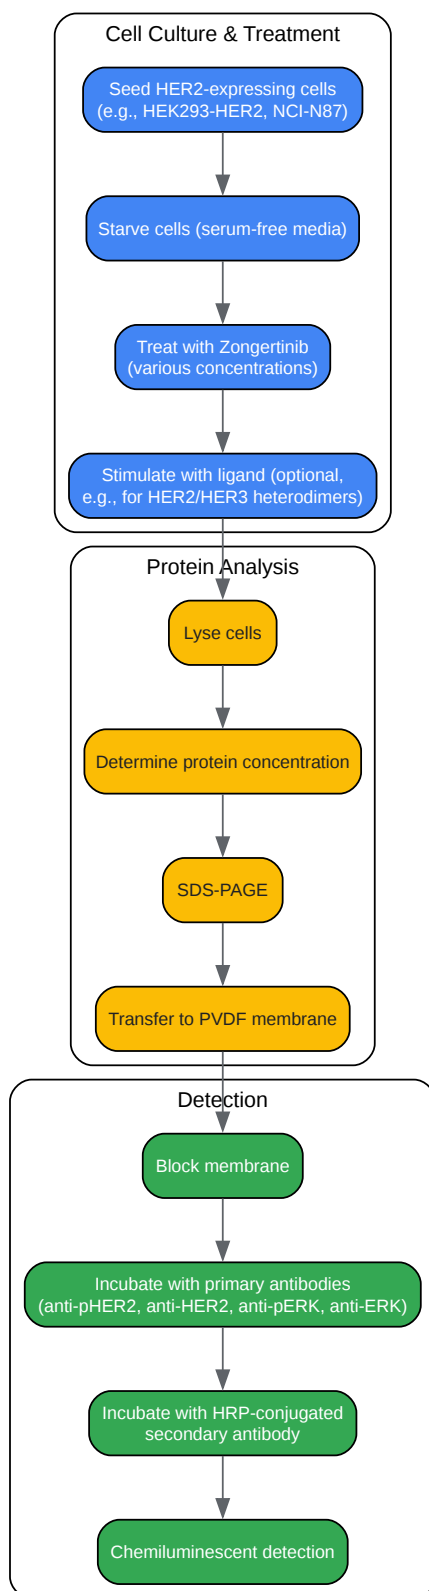 Cell Culture & Treatment
Seed HER2-expressing cells
(e.g., HEK293-HER2, NCI-N87)
Starve cells (serum-free media)
Treat with Zongertinib
(various concentrations)
Stimulate with ligand (optional,
e.g., for HER2/HER3 heterodimers)
Protein Analysis
Lyse cells
Determine protein concentration
SDS-PAGE
Transfer to PVDF membrane
Detection
Block membrane
Incubate with primary antibodies
(anti-pHER2, anti-HER2, anti-pERK, anti-ERK)
Incubate with HRP-conjugated
secondary antibody
Chemiluminescent detection